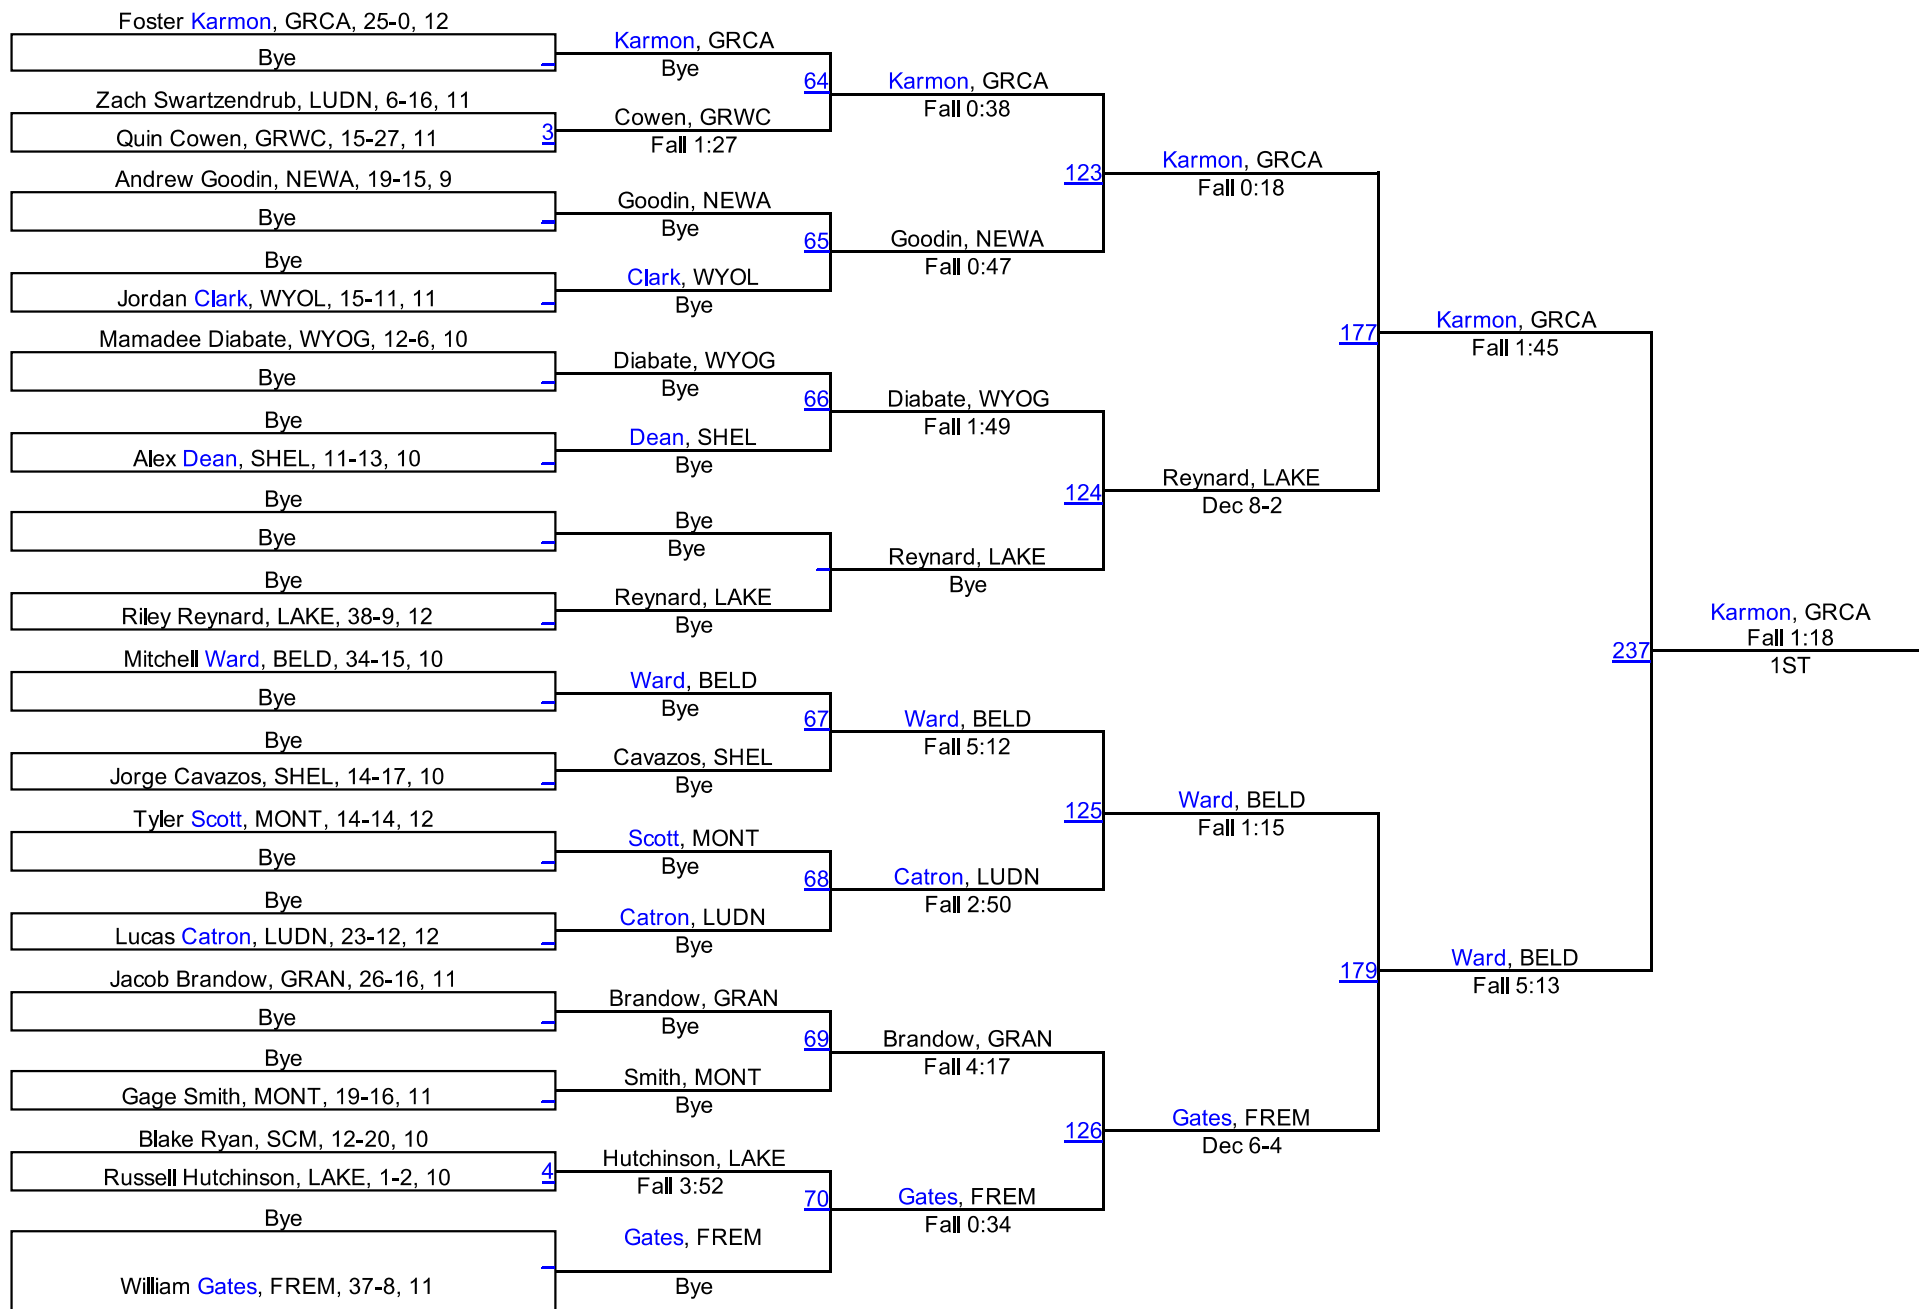 Foster Karmon, GRCA, 25-0, 12
Bye
Zach Swartzendrub, LUDN, 6-16, 11
Quin Cowen, GRWC, 15-27, 11
3
Andrew Goodin, NEWA, 19-15, 9
Bye
Bye
Jordan Clark, WYOL, 15-11, 11
Mamadee Diabate, WYOG, 12-6, 10
Bye
Bye
Alex Dean, SHEL, 11-13, 10
Bye
Bye
Bye
Riley Reynard, LAKE, 38-9, 12
Mitchell Ward, BELD, 34-15, 10
Bye
Bye
Jorge Cavazos, SHEL, 14-17, 10
Tyler Scott, MONT, 14-14, 12
Bye
Bye
Lucas Catron, LUDN, 23-12, 12
Jacob Brandow, GRAN, 26-16, 11
Bye
Bye
Gage Smith, MONT, 19-16, 11
Blake Ryan, SCM, 12-20, 10
Russell Hutchinson, LAKE, 1-2, 10
4
Bye
William Gates, FREM, 37-8, 11
Karmon, GRCA
Bye
64
Cowen, GRWC
Fall 1:27
Goodin, NEWA
Bye
65
Clark, WYOL
Bye
Diabate, WYOG
Bye
66
Dean, SHEL
Bye
Bye
Bye
Reynard, LAKE
Bye
Ward, BELD
Bye
67
Cavazos, SHEL
Bye
Scott, MONT
Bye
68
Catron, LUDN
Bye
Brandow, GRAN
Bye
69
Smith, MONT
Bye
Hutchinson, LAKE
Fall 3:52
70
Gates, FREM
Bye
Karmon, GRCA
Fall 0:38
123
Goodin, NEWA
Fall 0:47
Diabate, WYOG
Fall 1:49
124
Reynard, LAKE
Bye
Ward, BELD
Fall 5:12
125
Catron, LUDN
Fall 2:50
Brandow, GRAN
Fall 4:17
126
Gates, FREM
Fall 0:34
Karmon, GRCA
Fall 0:18
177
Reynard, LAKE
Dec 8-2
Ward, BELD
Fall 1:15
179
Gates, FREM
Dec 6-4
Karmon, GRCA
Fall 1:45
237
Ward, BELD
Fall 5:13
Karmon, GRCA
Fall 1:18
1ST